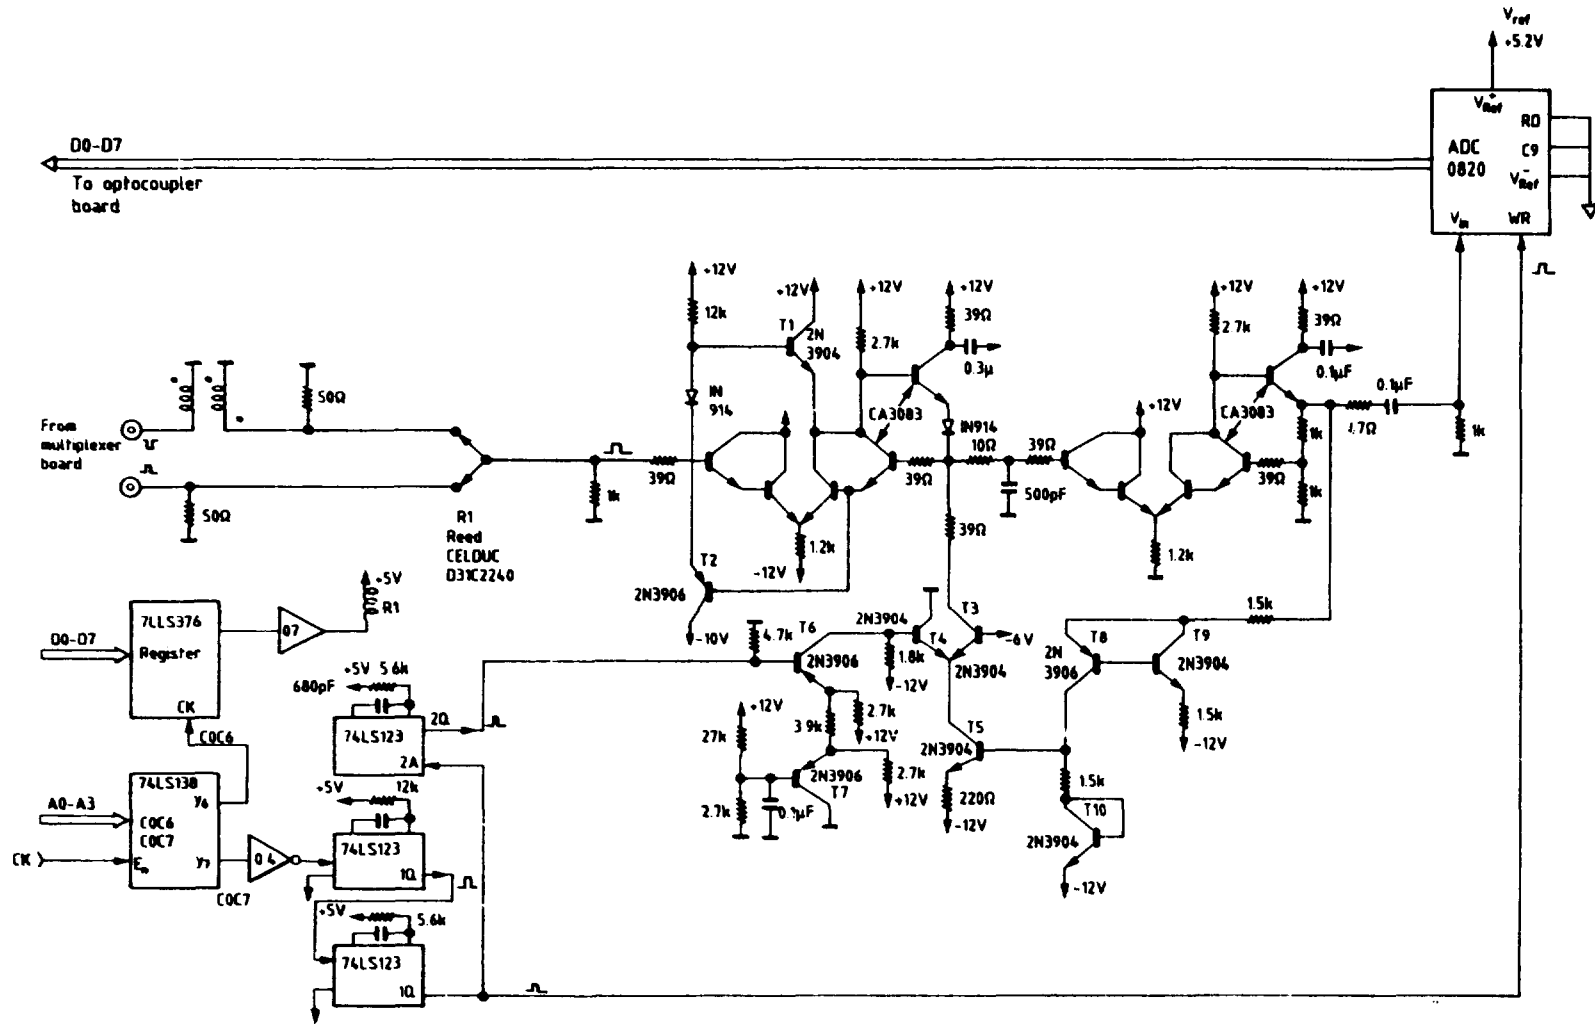 Vref
+5.2V
V+Ref
RD
ADC
0820
C9
V-Ref
Vin
WR
D0-D7
To optocoupler
board
+12V
12k
+12V
T1
2N
3904
+12V
2.7k
+12V
39Ω
0.3µ
+12V
2.7k
+12V
39Ω
0.1µF
0.1µF
IN
914
CA3083
IN914
10Ω
39Ω
+12V
CA3083
1k
4.7Ω
1k
50Ω
From
multiplexer
board
39Ω
1k
39Ω
500pF
39Ω
1k
50Ω
R1
Reed
CELDUC
D31C2240
1.2k
-12V
39Ω
1.2k
T2
2N3906
-10V
+5V
R1
7LLS376
Register
CK
07
D0-D7
4.7k
T6
2N3906
2N3904
T4
T3
-6V
1.8k
-12V
2N3904
1.5k
T8
2N
3906
T9
2N3904
1.5k
-12V
+5V
5.6k
680pF
74LS123
2Q
2A
C0C6
+12V
27k
3.9k
2.7k
+12V
T5
2N3904
2N3906
T7
2.7k
+12V
2.7k
0.1µF
220Ω
-12V
1.5k
T10
2N3904
-12V
74LS138
Y6
A0-A3
C0C6
C0C7
CK
En
Y7
04
C0C7
+5V
12k
74LS123
1Q
+5V
5.6k
74LS123
1Q